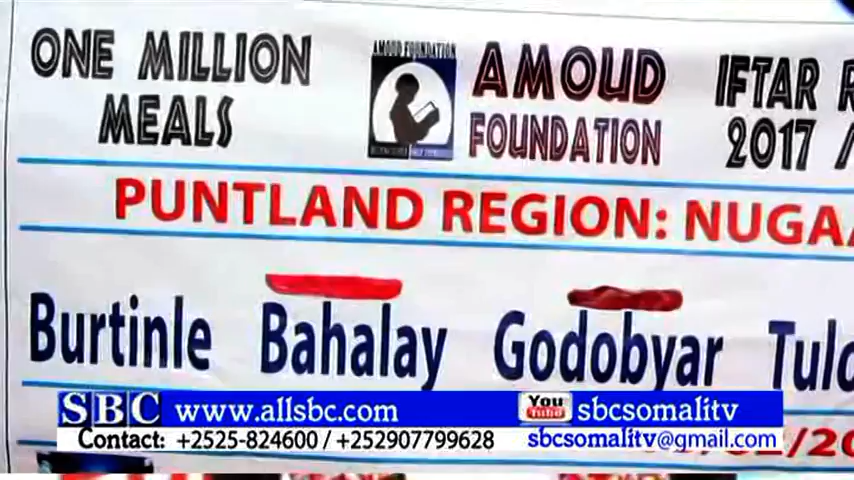 ONE MILLION MEALS
AMOUD FOUNDATION
AMOUD FOUNDATION
IFTAR
2017 /
PUNTLAND REGION:
Burtinle Bahalay Godobyar
SBC www.allsbc.com You Tube sbcsomalitv
Contact: +2525-824600 / +252907799628 sbcsomalitv@gmail.com